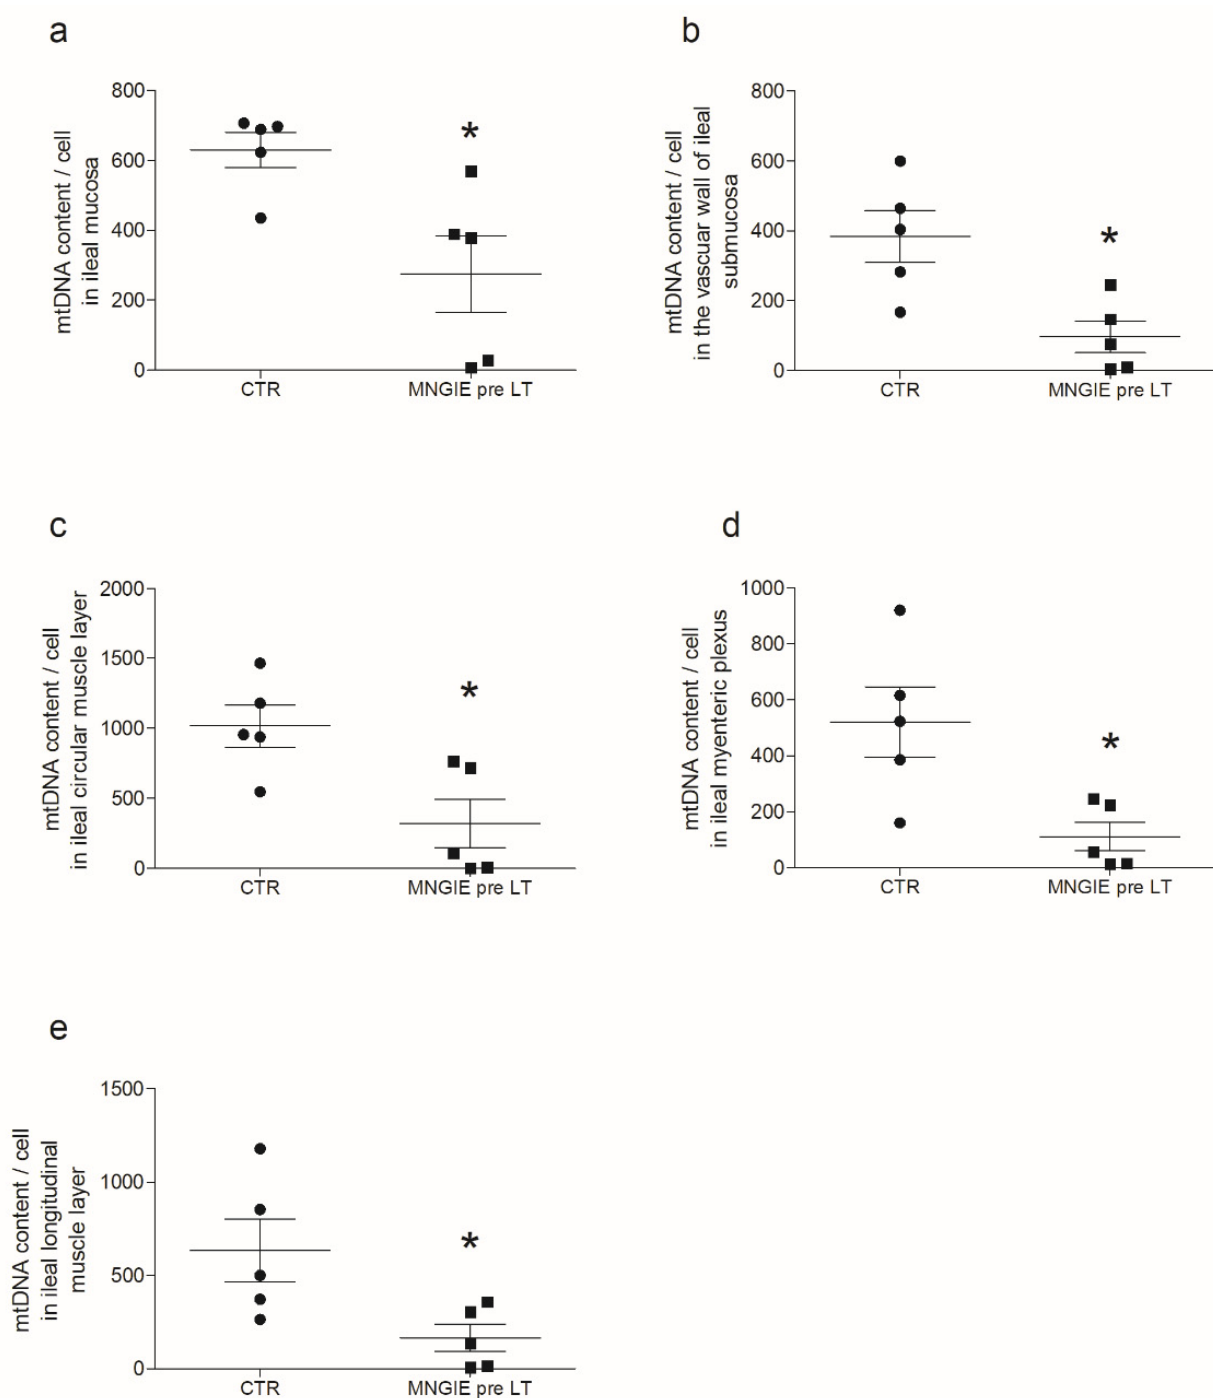 a
mtDNA content / cell
in ileal mucosa
800
600
400
200
0
*
CTR
MNGIE pre LT
b
mtDNA content / cell
in the vascuar wall of ileal
submucosa
800
600
400
200
0
*
CTR
MNGIE pre LT
c
mtDNA content / cell
in ileal circular muscle layer
2000
1500
1000
500
0
*
CTR
MNGIE pre LT
d
mtDNA content / cell
in ileal myenteric plexus
1000
800
600
400
200
0
*
CTR
MNGIE pre LT
e
mtDNA content / cell
in ileal longitudinal
muscle layer
1500
1000
500
0
*
CTR
MNGIE pre LT